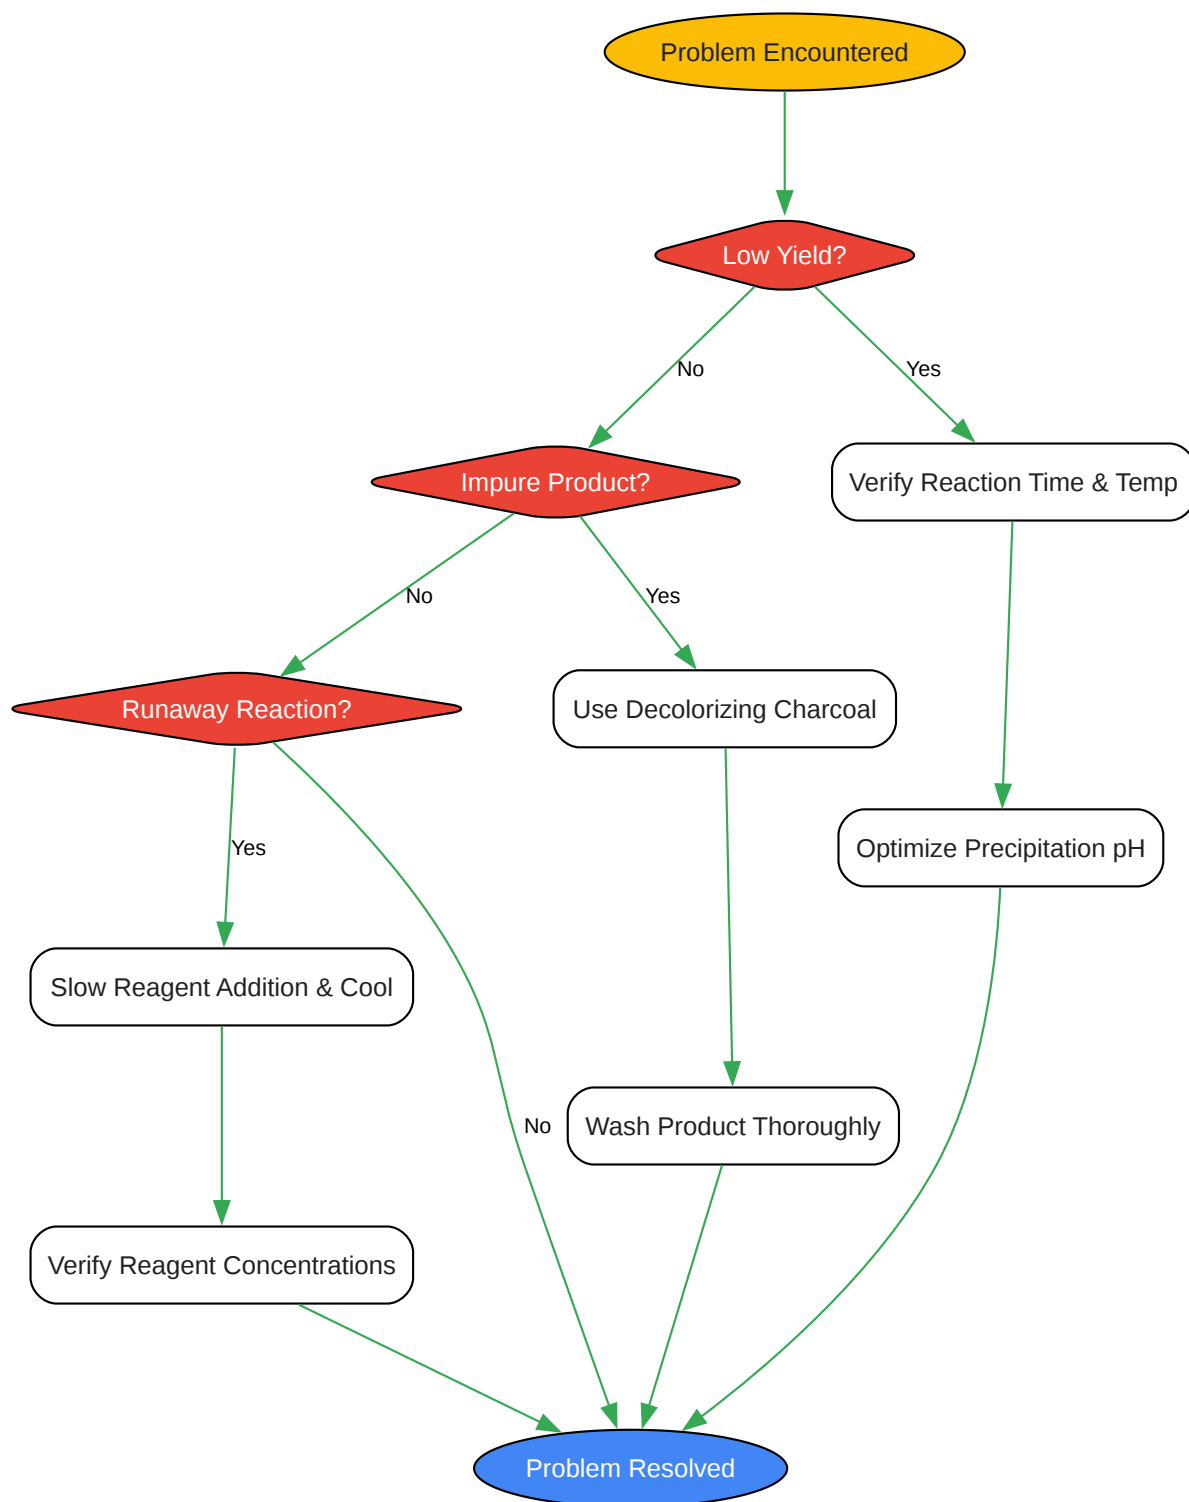 Problem Encountered
Low Yield?
No
Yes
Impure Product?
Verify Reaction Time & Temp
No
Yes
Runaway Reaction?
Use Decolorizing Charcoal
Yes
Optimize Precipitation pH
Slow Reagent Addition & Cool
No
Wash Product Thoroughly
Verify Reagent Concentrations
Problem Resolved